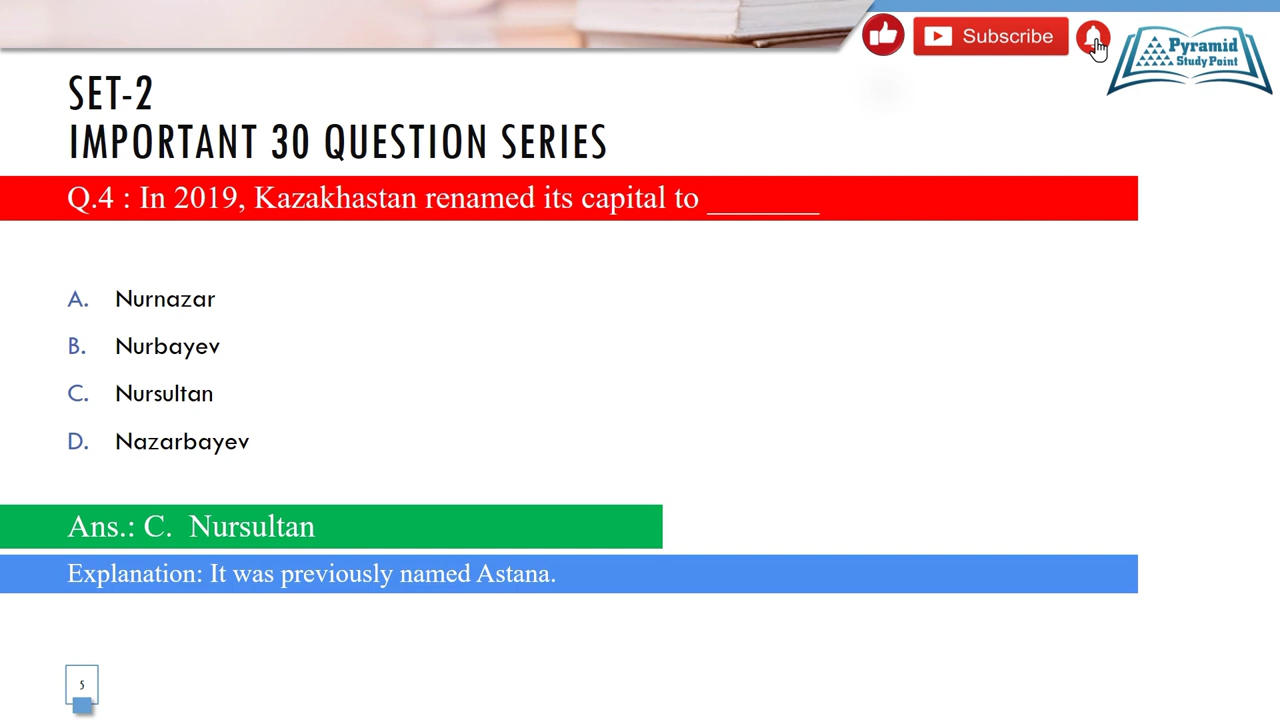 Subscribe
Pyramid
Study Point
SET-2
IMPORTANT 30 QUESTION SERIES
Q.4 : In 2019, Kazakhastan renamed its capital to _______
A. Nurnazar
B. Nurbayev
C. Nursultan
D. Nazarbayev
Ans.: C. Nursultan
Explanation: It was previously named Astana.
5